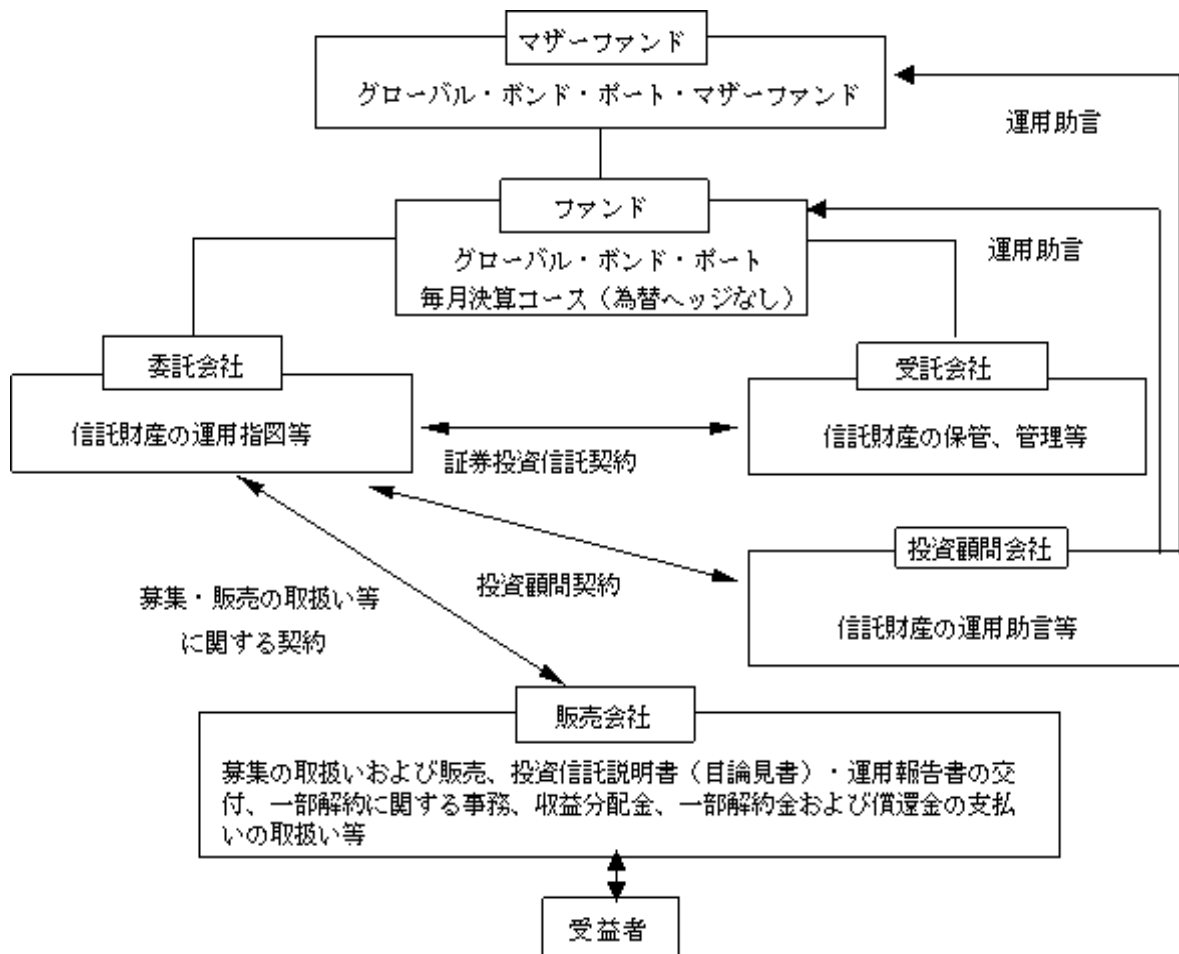 マザーファンド
グローバル・ボンド・ポート・マザーファンド
運用助言
ファンド
グローバル・ボンド・ポート
毎月決算コース（為替ヘッジなし）
運用助言
委託会社
信託財産の運用指図等
受託会社
信託財産の保管、管理等
証券投資信託契約
投資顧問会社
信託財産の運用助言等
投資顧問契約
募集・販売の取扱い等
に関する契約
販売会社
募集の取扱いおよび販売、投資信託説明書（目論見書）・運用報告書の交
付、一部解約に関する事務、収益分配金、一部解約金および償還金の支払
いの取扱い等
受益者